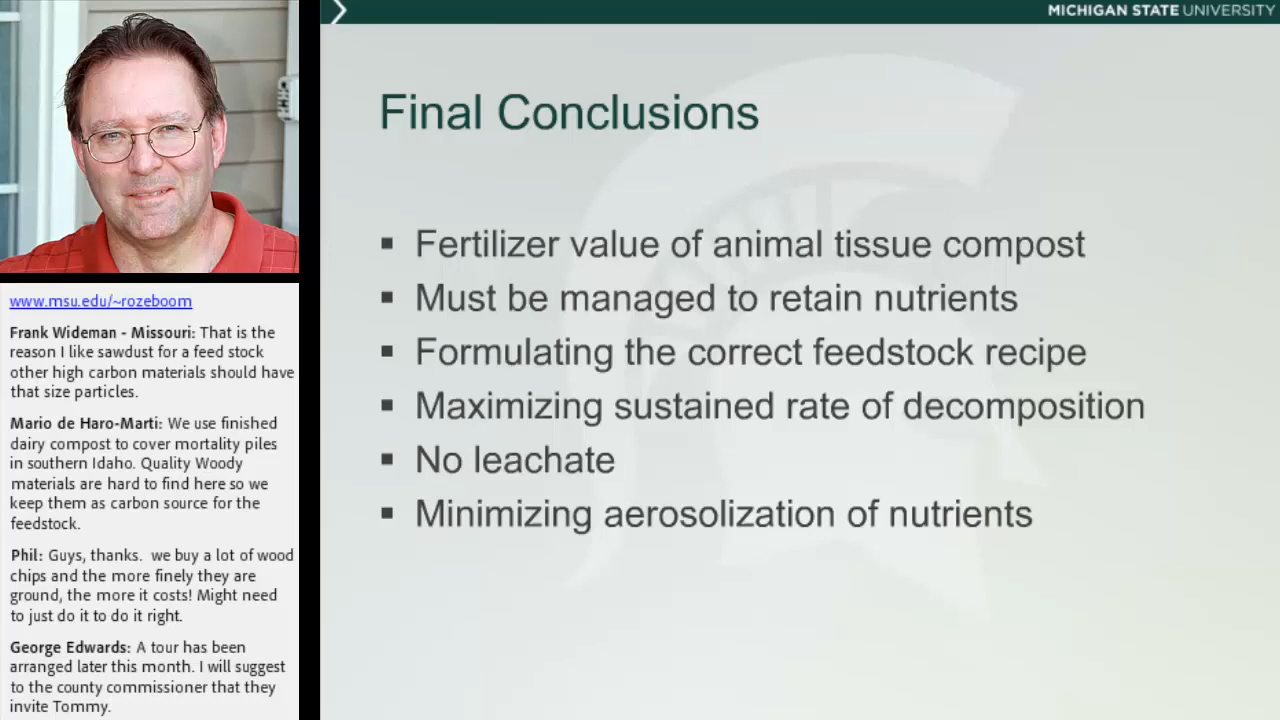 www.msu.edu/~rozeboom
Frank Wideman - Missouri: That is the
reason I like sawdust for a feed stock
other high carbon materials should have
that size particles.
Mario de Haro-Marti: We use finished
dairy compost to cover mortality piles
in southern Idaho. Quality Woody
materials are hard to find here so we
keep them as carbon source for the
feedstock.
Phil: Guys, thanks. we buy a lot of wood
chips and the more finely they are
ground, the more it costs! Might need
to just do it to do it right.
George Edwards: A tour has been
arranged later this month. I will suggest
to the county commissioner that they
invite Tommy.
MICHIGAN STATE UNIVERSITY
Final Conclusions
▪ Fertilizer value of animal tissue compost
▪ Must be managed to retain nutrients
▪ Formulating the correct feedstock recipe
▪ Maximizing sustained rate of decomposition
▪ No leachate
▪ Minimizing aerosolization of nutrients